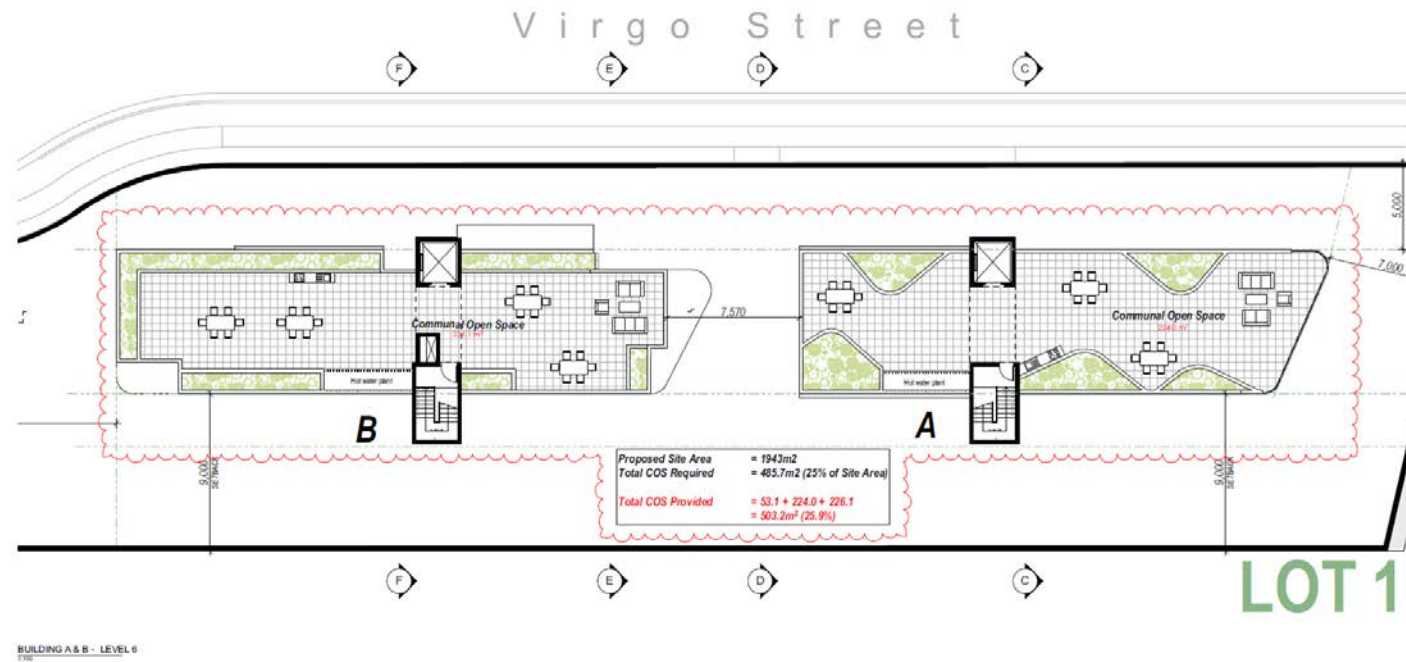 Virgo Street
F
E
D
C
5,000
7,000
7,570
Communal Open Space
Communal Open Space
224.0 m²
Hot water plant
Hot water plant
B
A
9,000
SETBACK
9,000
SETBACK
Proposed Site Area = 1943m2
Total COS Required = 485.7m2 (25% of Site Area)
Total COS Provided = 53.1 + 224.0 + 226.1
= 503.2m² (25.9%)
F
E
D
C
LOT 1
BUILDING A & B - LEVEL 6